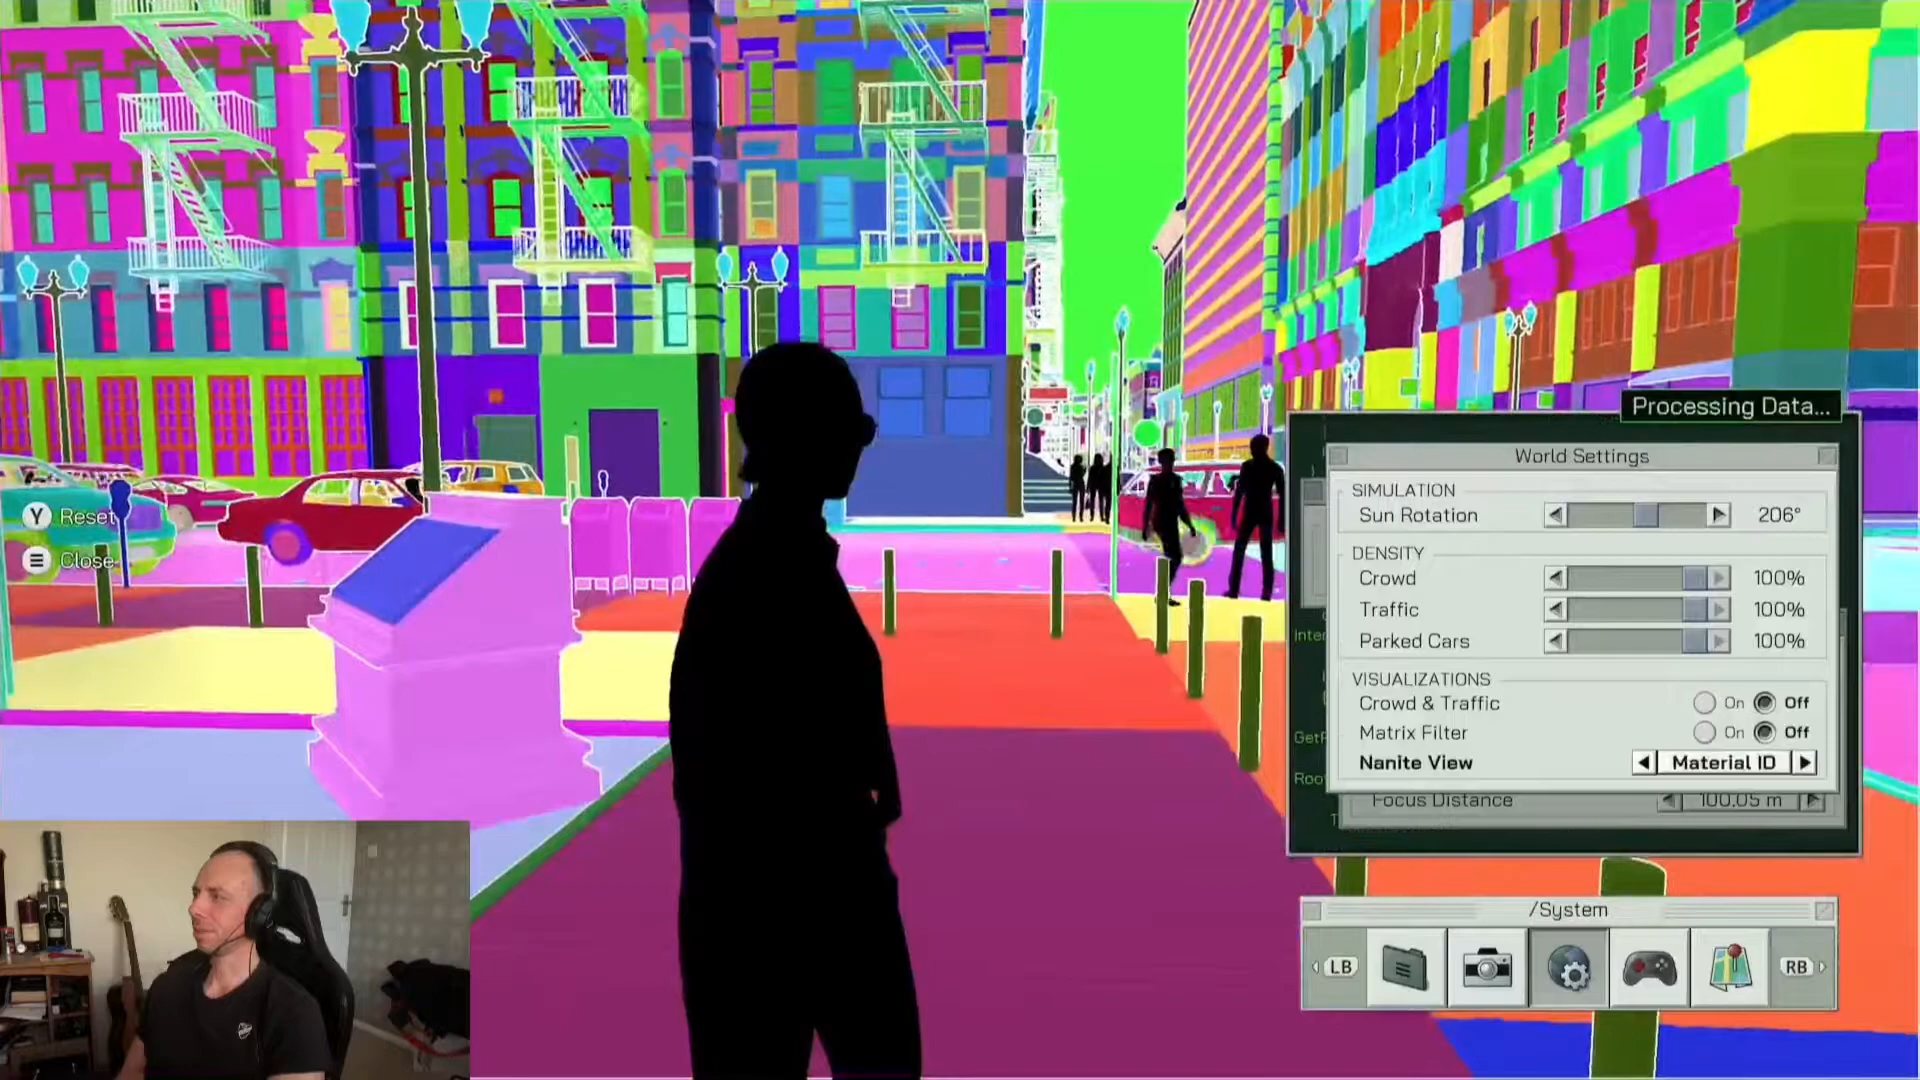 Processing Data...
World Settings
SIMULATION
Sun Rotation 206°
DENSITY
Crowd 100%
Traffic 100%
Parked Cars 100%
VISUALIZATIONS
Crowd & Traffic On Off
Matrix Filter On Off
Nanite View Material ID
Focus Distance 100.05 m
Y Reset
Close
/System
LB RB